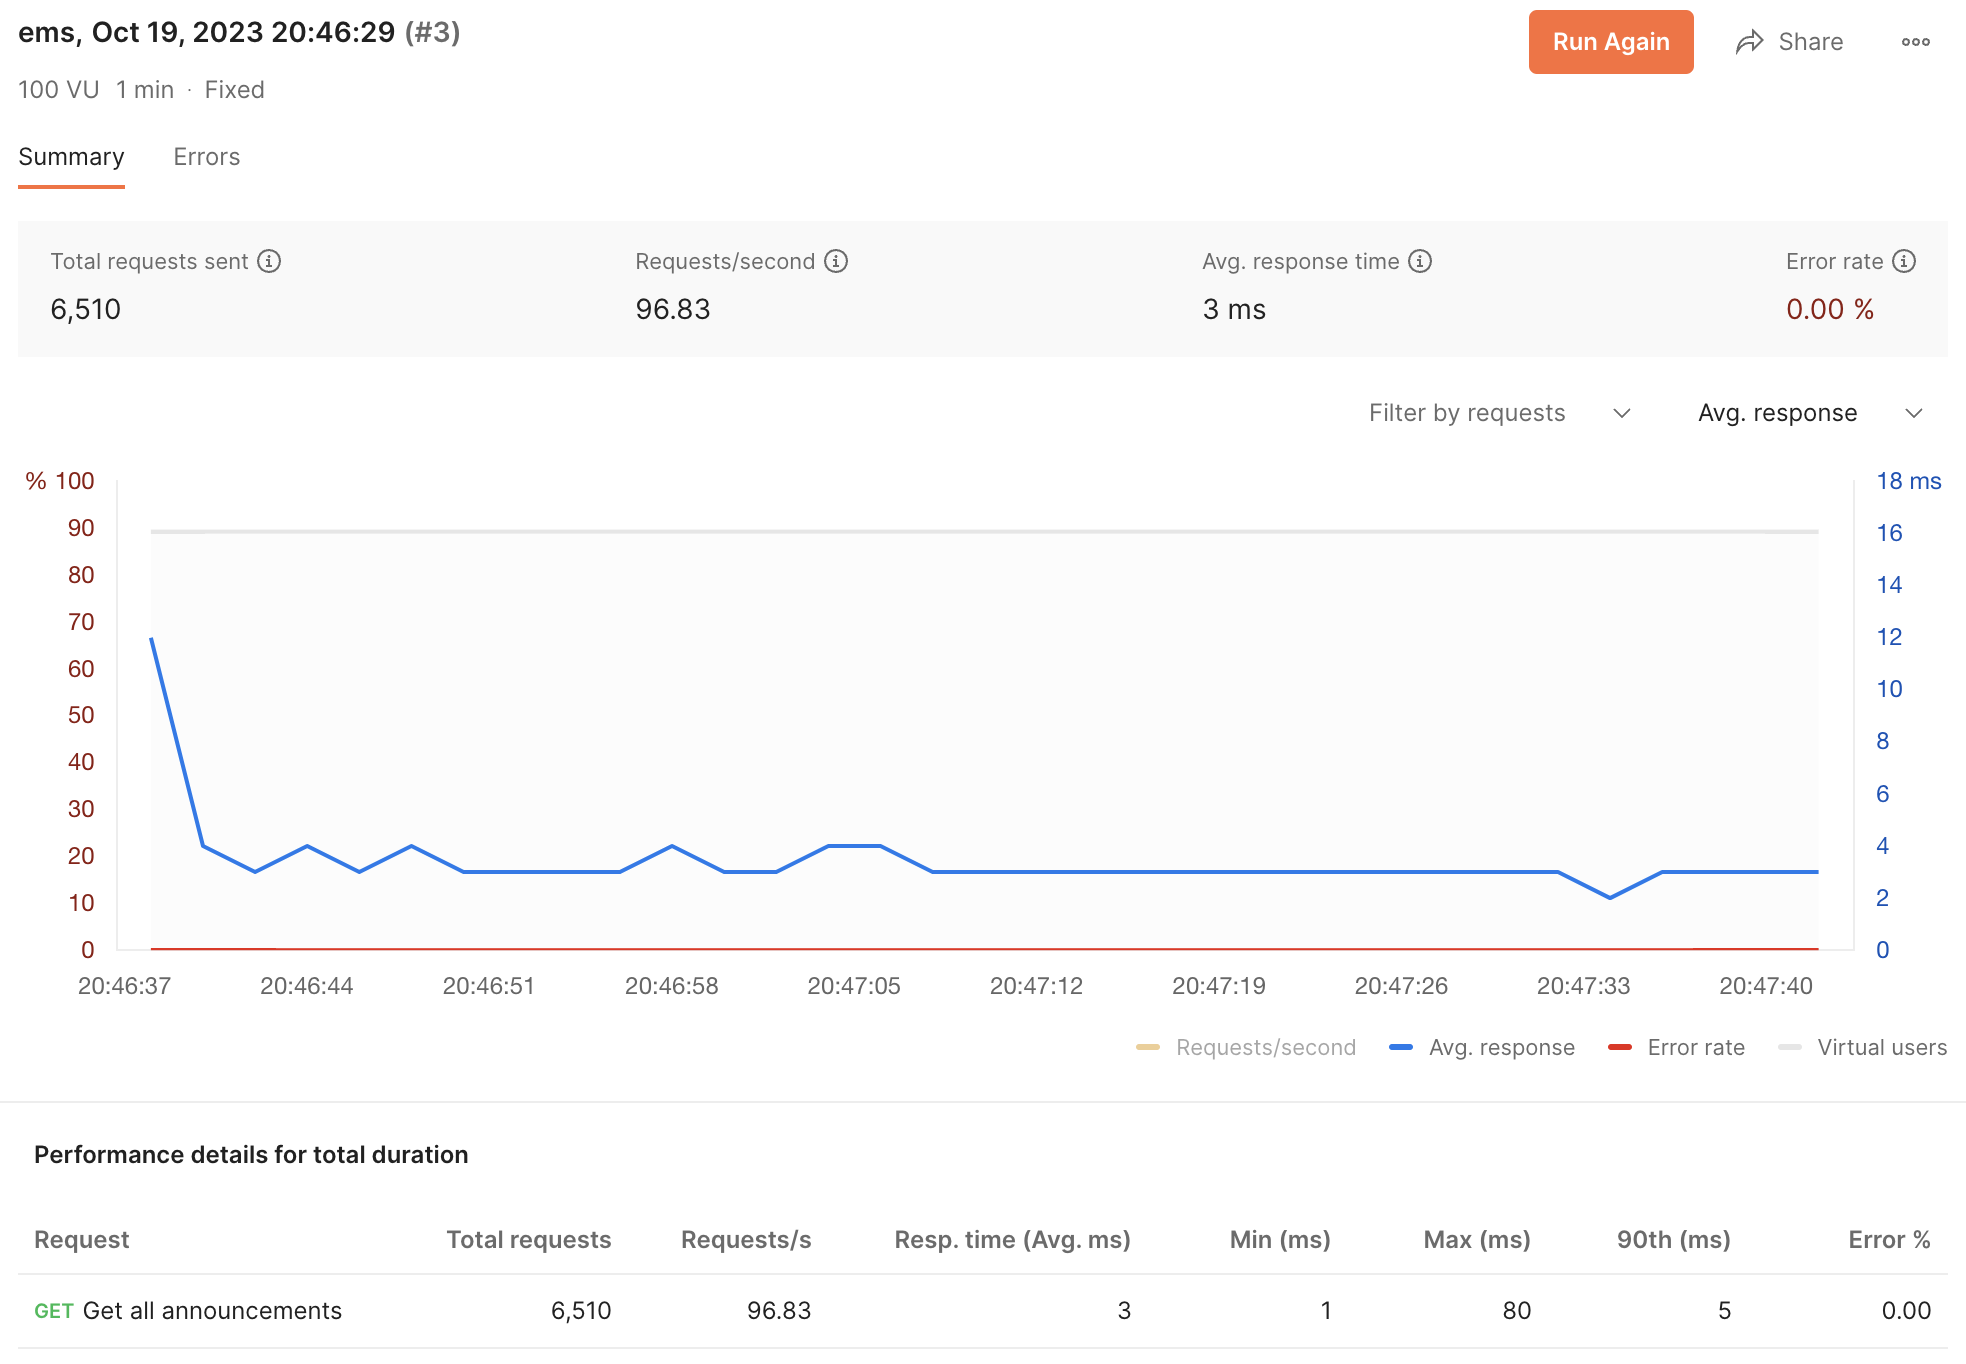 ems, Oct 19, 2023 20:46:29 (#3)
Run Again
Share
100 VU 1 min · Fixed
Summary Errors
Total requests sent
6,510
Requests/second
96.83
Avg. response time
3 ms
Error rate
0.00 %
Filter by requests
Avg. response
% 100
90
80
70
60
50
40
30
20
10
0
18 ms
16
14
12
10
8
6
4
2
0
20:46:37 20:46:44 20:46:51 20:46:58 20:47:05 20:47:12 20:47:19 20:47:26 20:47:33 20:47:40
Requests/second Avg. response Error rate Virtual users
Performance details for total duration
Request Total requests Requests/s Resp. time (Avg. ms) Min (ms) Max (ms) 90th (ms) Error %
GET Get all announcements 6,510 96.83 3 1 80 5 0.00